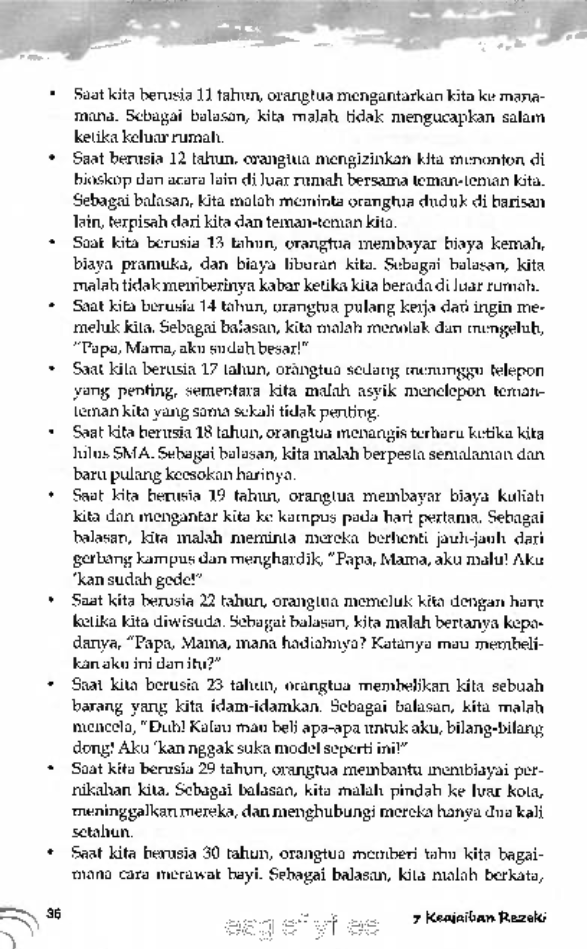 • Saat kita berusia 11 tahun, orangtua mengantarkan kita ke mana-
mana. Sebagai balasan, kita malah tidak mengucapkan salam
ketika keluar rumah.
• Saat berusia 12 tahun, orangtua mengizinkan kita menonton di
bioskop dan acara lain di luar rumah bersama teman-teman kita.
Sebagai balasan, kita malah meminta orangtua duduk di barisan
lain, terpisah dari kita dan teman-teman kita.
• Saat kita berusia 13 tahun, orangtua membayar biaya kemah,
biaya pramuka, dan biaya liburan kita. Sebagai balasan, kita
malah tidak memberinya kabar ketika kita berada di luar rumah.
• Saat kita berusia 14 tahun, orangtua pulang kerja dan ingin me-
meluk kita. Sebagai balasan, kita malah menolak dan mengeluh,
"Papa, Mama, aku sudah besar!"
• Saat kita berusia 17 tahun, orangtua sedang menunggu telepon
yang penting, sementara kita malah asyik menelepon teman-
teman kita yang sama sekali tidak penting.
• Saat kita berusia 18 tahun, orangtua menangis terharu ketika kita
lulus SMA. Sebagai balasan, kita malah berpesta semalaman dan
baru pulang keesokan harinya.
• Saat kita berusia 19 tahun, orangtua membayar biaya kuliah
kita dan mengantar kita ke kampus pada hari pertama. Sebagai
balasan, kita malah meminta mereka berhenti jauh-jauh dari
gerbang kampus dan menghardik, "Papa, Mama, aku malu! Aku
'kan sudah gede!"
• Saat kita berusia 22 tahun, orangtua memeluk kita dengan haru
ketika kita diwisuda. Sebagai balasan, kita malah bertanya kepa-
danya, "Papa, Mama, mana hadiahnya? Katanya mau membeli-
kan aku ini dan itu?"
• Saat kita berusia 23 tahun, orangtua membelikan kita sebuah
barang yang kita idam-idamkan. Sebagai balasan, kita malah
mencela, "Duh! Kalau mau beli apa-apa untuk aku, bilang-bilang
dong! Aku 'kan nggak suka model seperti ini!"
• Saat kita berusia 29 tahun, orangtua membantu membiayai per-
nikahan kita. Sebagai balasan, kita malah pindah ke luar kota,
meninggalkan mereka, dan menghubungi mereka hanya dua kali
setahun.
• Saat kita berusia 30 tahun, orangtua memberi tahu kita bagai-
mana cara merawat bayi. Sebagai balasan, kita malah berkata,
36
7 Keajaiban Rezeki